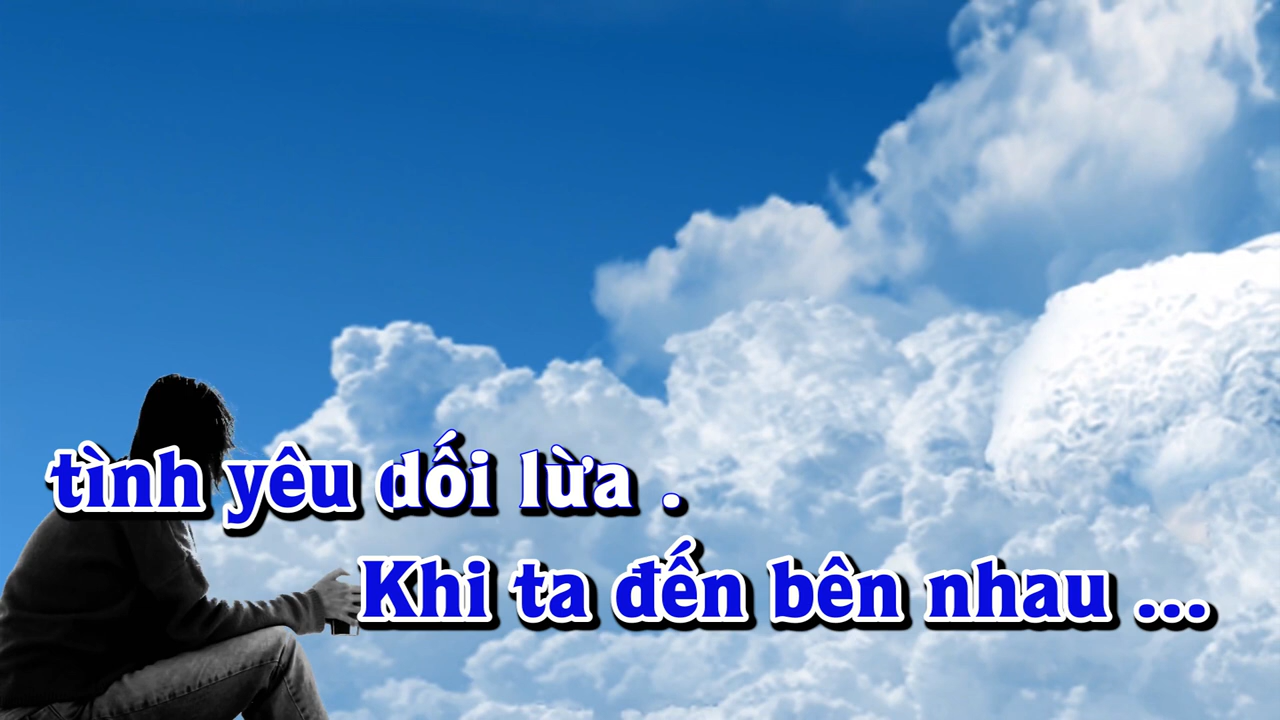 tình yêu dối lừa .
Khi ta đến bên nhau ...